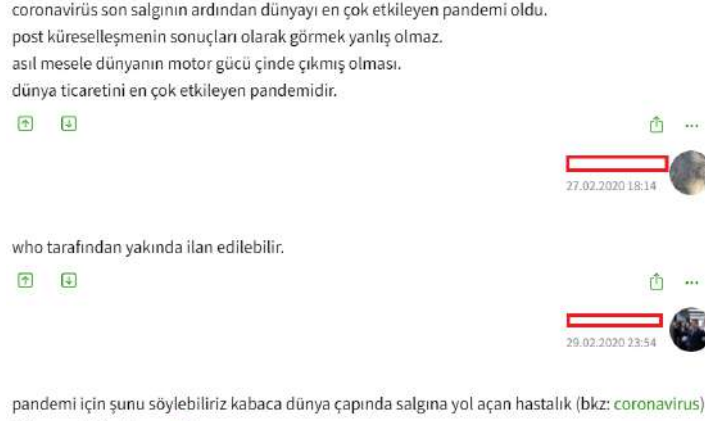 coronavirüs son salgının ardından dünyayı en çok etkileyen pandemi oldu.
post küreselleşmenin sonuçları olarak görmek yanlış olmaz.
asıl mesele dünyanın motor gücü çinde çıkmış olması.
dünya ticaretini en çok etkileyen pandemidir.
27.02.2020 18:14
who tarafından yakında ilan edilebilir.
29.02.2020 23:54
pandemi için şunu söylebiliriz kabaca dünya çapında salgına yol açan hastalık (bkz: coronavirus)